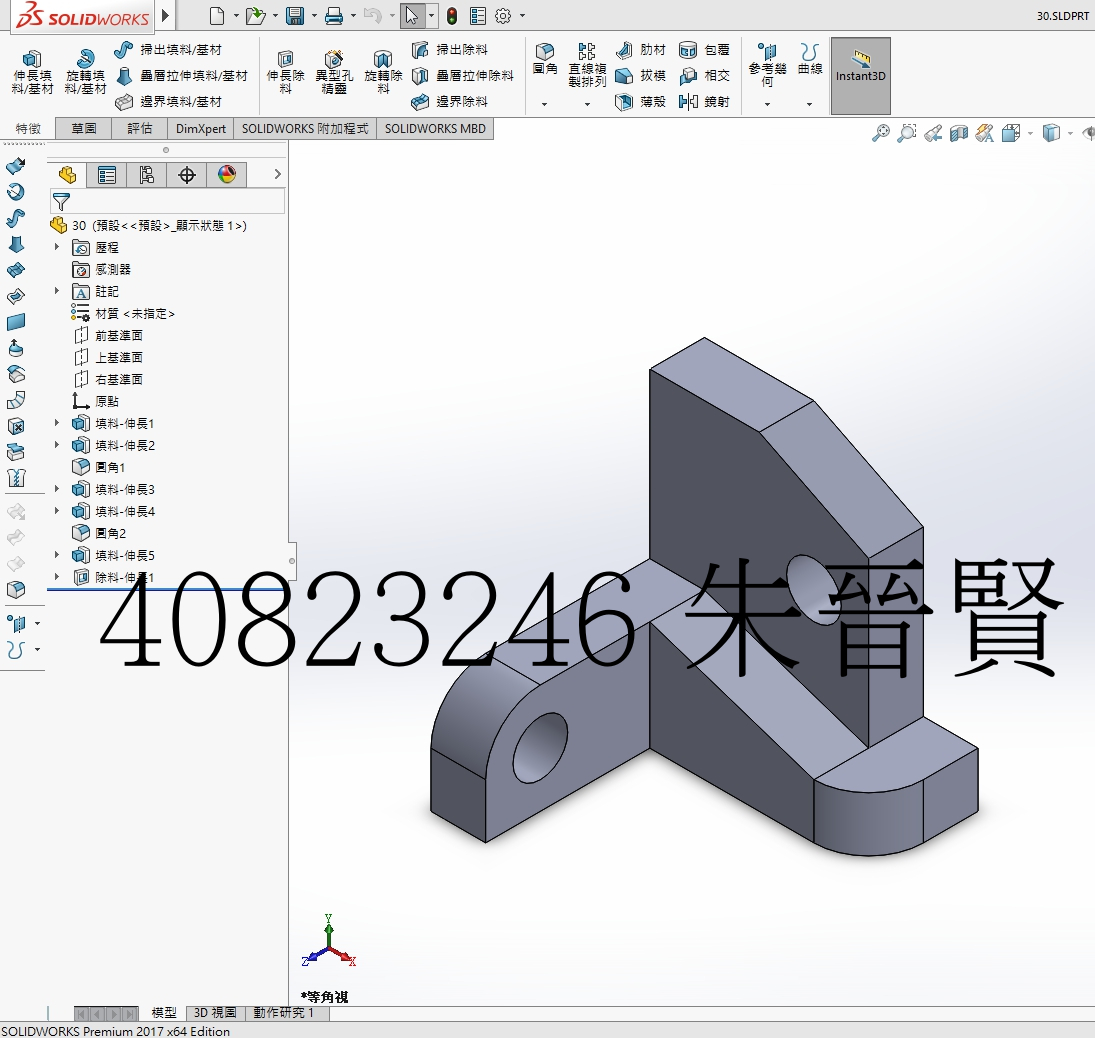 SOLIDWORKS
30.SLDPRT
伸長填料/基材
旋轉填料/基材
掃出填料/基材
疊層拉伸填料/基材
邊界填料/基材
伸長除料
異型孔精靈
旋轉除料
掃出除料
疊層拉伸除料
邊界除料
圓角
直線複製排列
肋材
拔模
薄殼
包覆
相交
鏡射
參考幾何
曲線
Instant3D
特徵 草圖 評估 DimXpert SOLIDWORKS 附加程式 SOLIDWORKS MBD
30 (預設<<預設>_顯示狀態 1>)
歷程
感測器
註記
材質 <未指定>
前基準面
上基準面
右基準面
原點
填料-伸長1
填料-伸長2
圓角1
填料-伸長3
填料-伸長4
圓角2
填料-伸長5
除料-伸長1
40823246 朱晉賢
Y
Z
X
*等角視
模型 3D 視圖 動作研究 1
SOLIDWORKS Premium 2017 x64 Edition